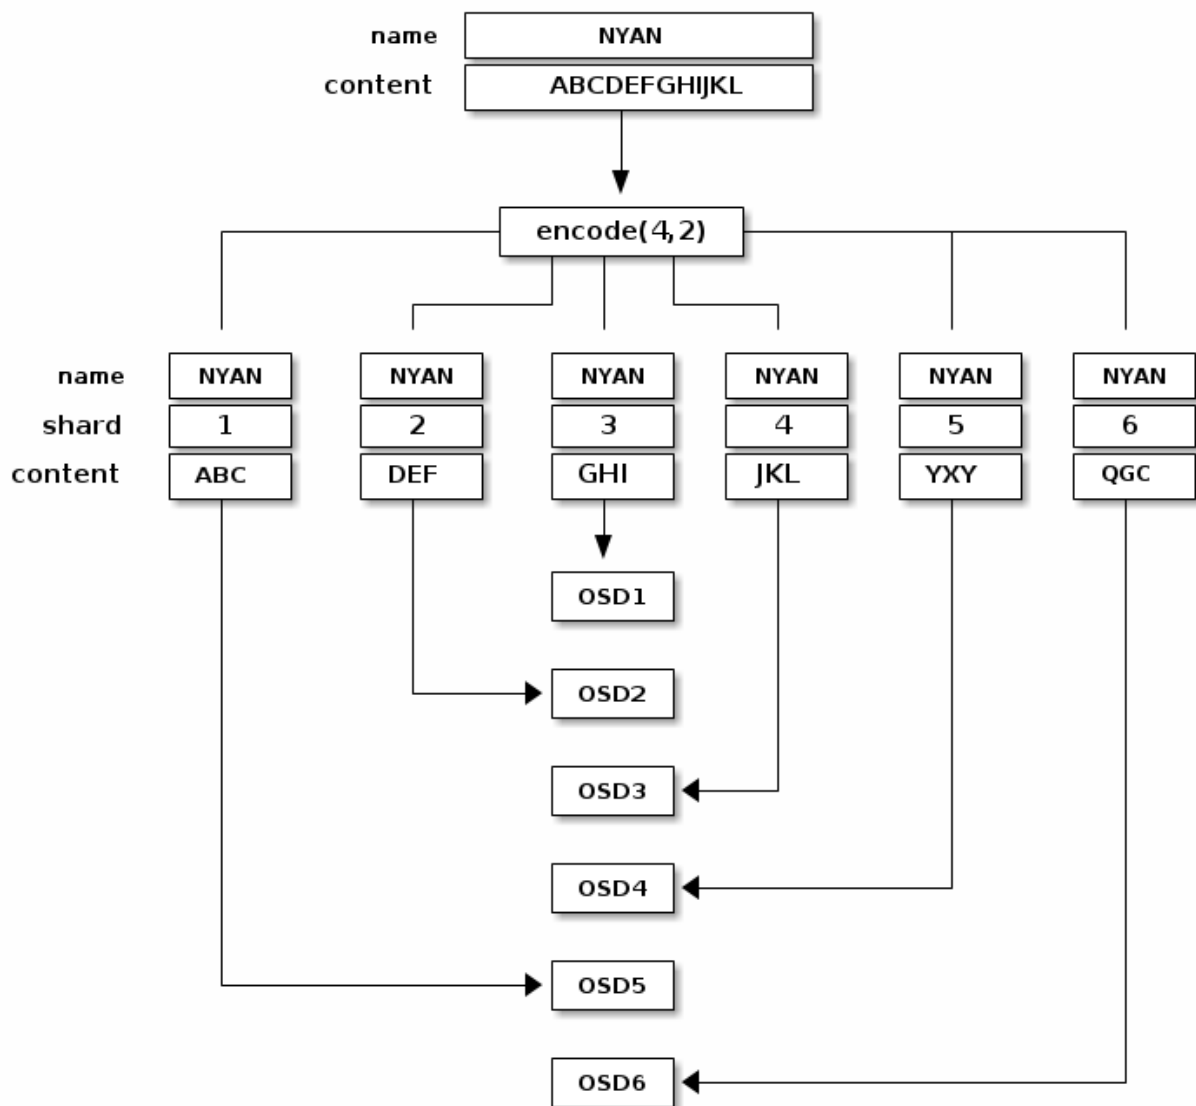 name NYAN
content ABCDEFGHIJKL
encode(4,2)
name NYAN NYAN NYAN NYAN NYAN NYAN
shard 1 2 3 4 5 6
content ABC DEF GHI JKL YXY QGC
OSD1
OSD2
OSD3
OSD4
OSD5
OSD6